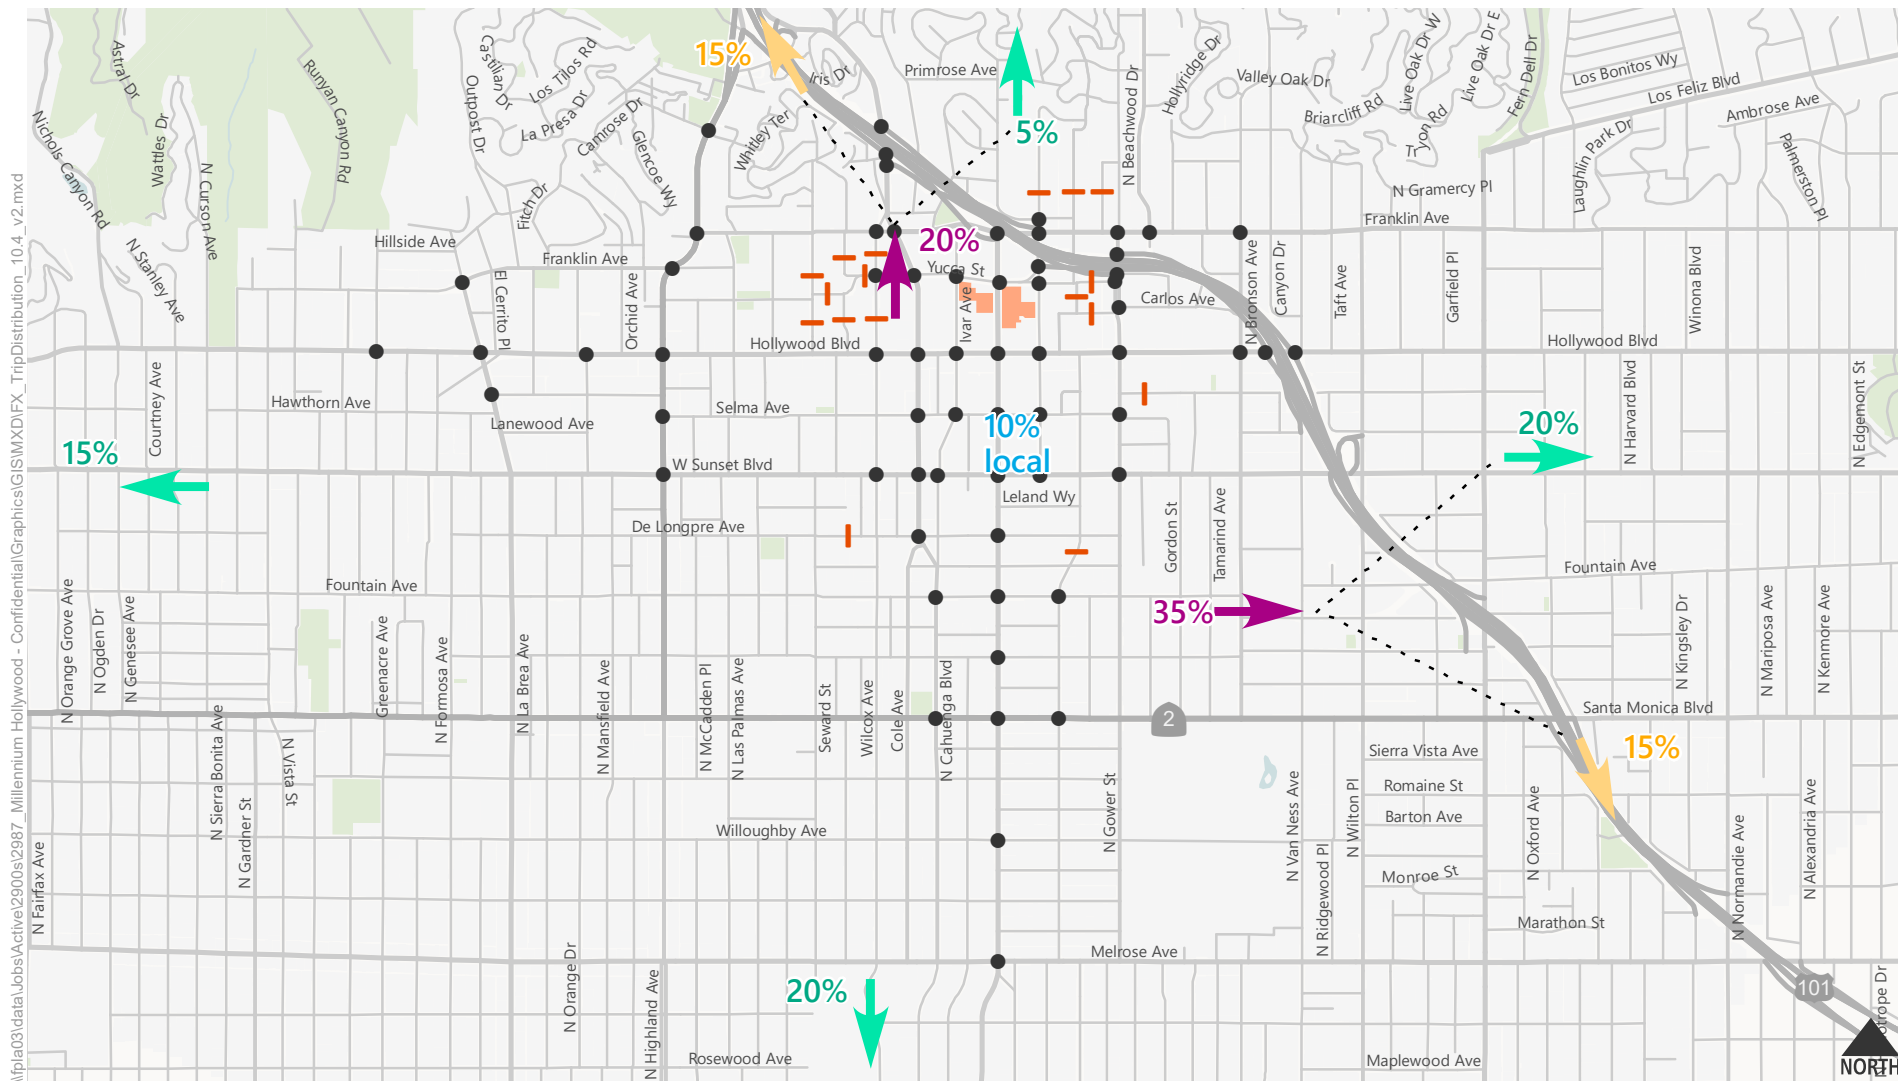 15%
5%
20%
15%
10%
local
20%
35%
15%
20%
Astral Dr
Wattles Dr
Runyan Canyon Rd
Nichols Canyon Rd
N Curson Ave
N Stanley Ave
Castilian Dr
Los Tilos Rd
Outpost Dr
La Presa Dr
Camrose Dr
Glencoe Wy
Fitch Dr
Whitley Ter
Iris Dr
Primrose Ave
N Beachwood Dr
Hollyridge Dr
Valley Oak Dr
Live Oak Dr W
Live Oak Dr E
Fern Dell Dr
Briarcliff Rd
Tryon Rd
Los Bonitos Wy
Los Feliz Blvd
Ambrose Ave
Laughlin Park Dr
Palmerston Pl
N Gramercy Pl
Franklin Ave
Hillside Ave
Franklin Ave
El Cerrito Pl
Orchid Ave
Yucca St
Ivar Ave
Carlos Ave
N Bronson Ave
Canyon Dr
Taft Ave
Garfield Pl
Winona Blvd
Hollywood Blvd
Hollywood Blvd
Courtney Ave
Hawthorn Ave
Lanewood Ave
Selma Ave
N Harvard Blvd
N Edgemont St
W Sunset Blvd
Leland Wy
De Longpre Ave
Gordon St
Tamarind Ave
Fountain Ave
Fountain Ave
N Orange Grove Ave
N Ogden Dr
N Genesee Ave
Greenacre Ave
N Formosa Ave
N La Brea Ave
N Mansfield Ave
N McCadden Pl
N Las Palmas Ave
Seward St
Wilcox Ave
Cole Ave
N Cahuenga Blvd
N Kingsley Dr
N Mariposa Ave
N Kenmore Ave
Santa Monica Blvd
2
N Sierra Bonita Ave
N Vista St
N Gardner St
N Fairfax Ave
Sierra Vista Ave
Romaine St
Barton Ave
Willoughby Ave
N Gower St
N Van Ness Ave
N Wilton Pl
N Ridgewood Pl
Monroe St
N Oxford Ave
Marathon St
N Normandie Ave
N Alexandria Ave
Melrose Ave
N Orange Dr
N Highland Ave
Rosewood Ave
Maplewood Ave
101
NORTH
\\fpla03\data\Jobs\Active\2900s\2987_Millennium Hollywood - Confidential\Graphics\GIS\MXD\FX_TripDistribution_10.4_v2.mxd